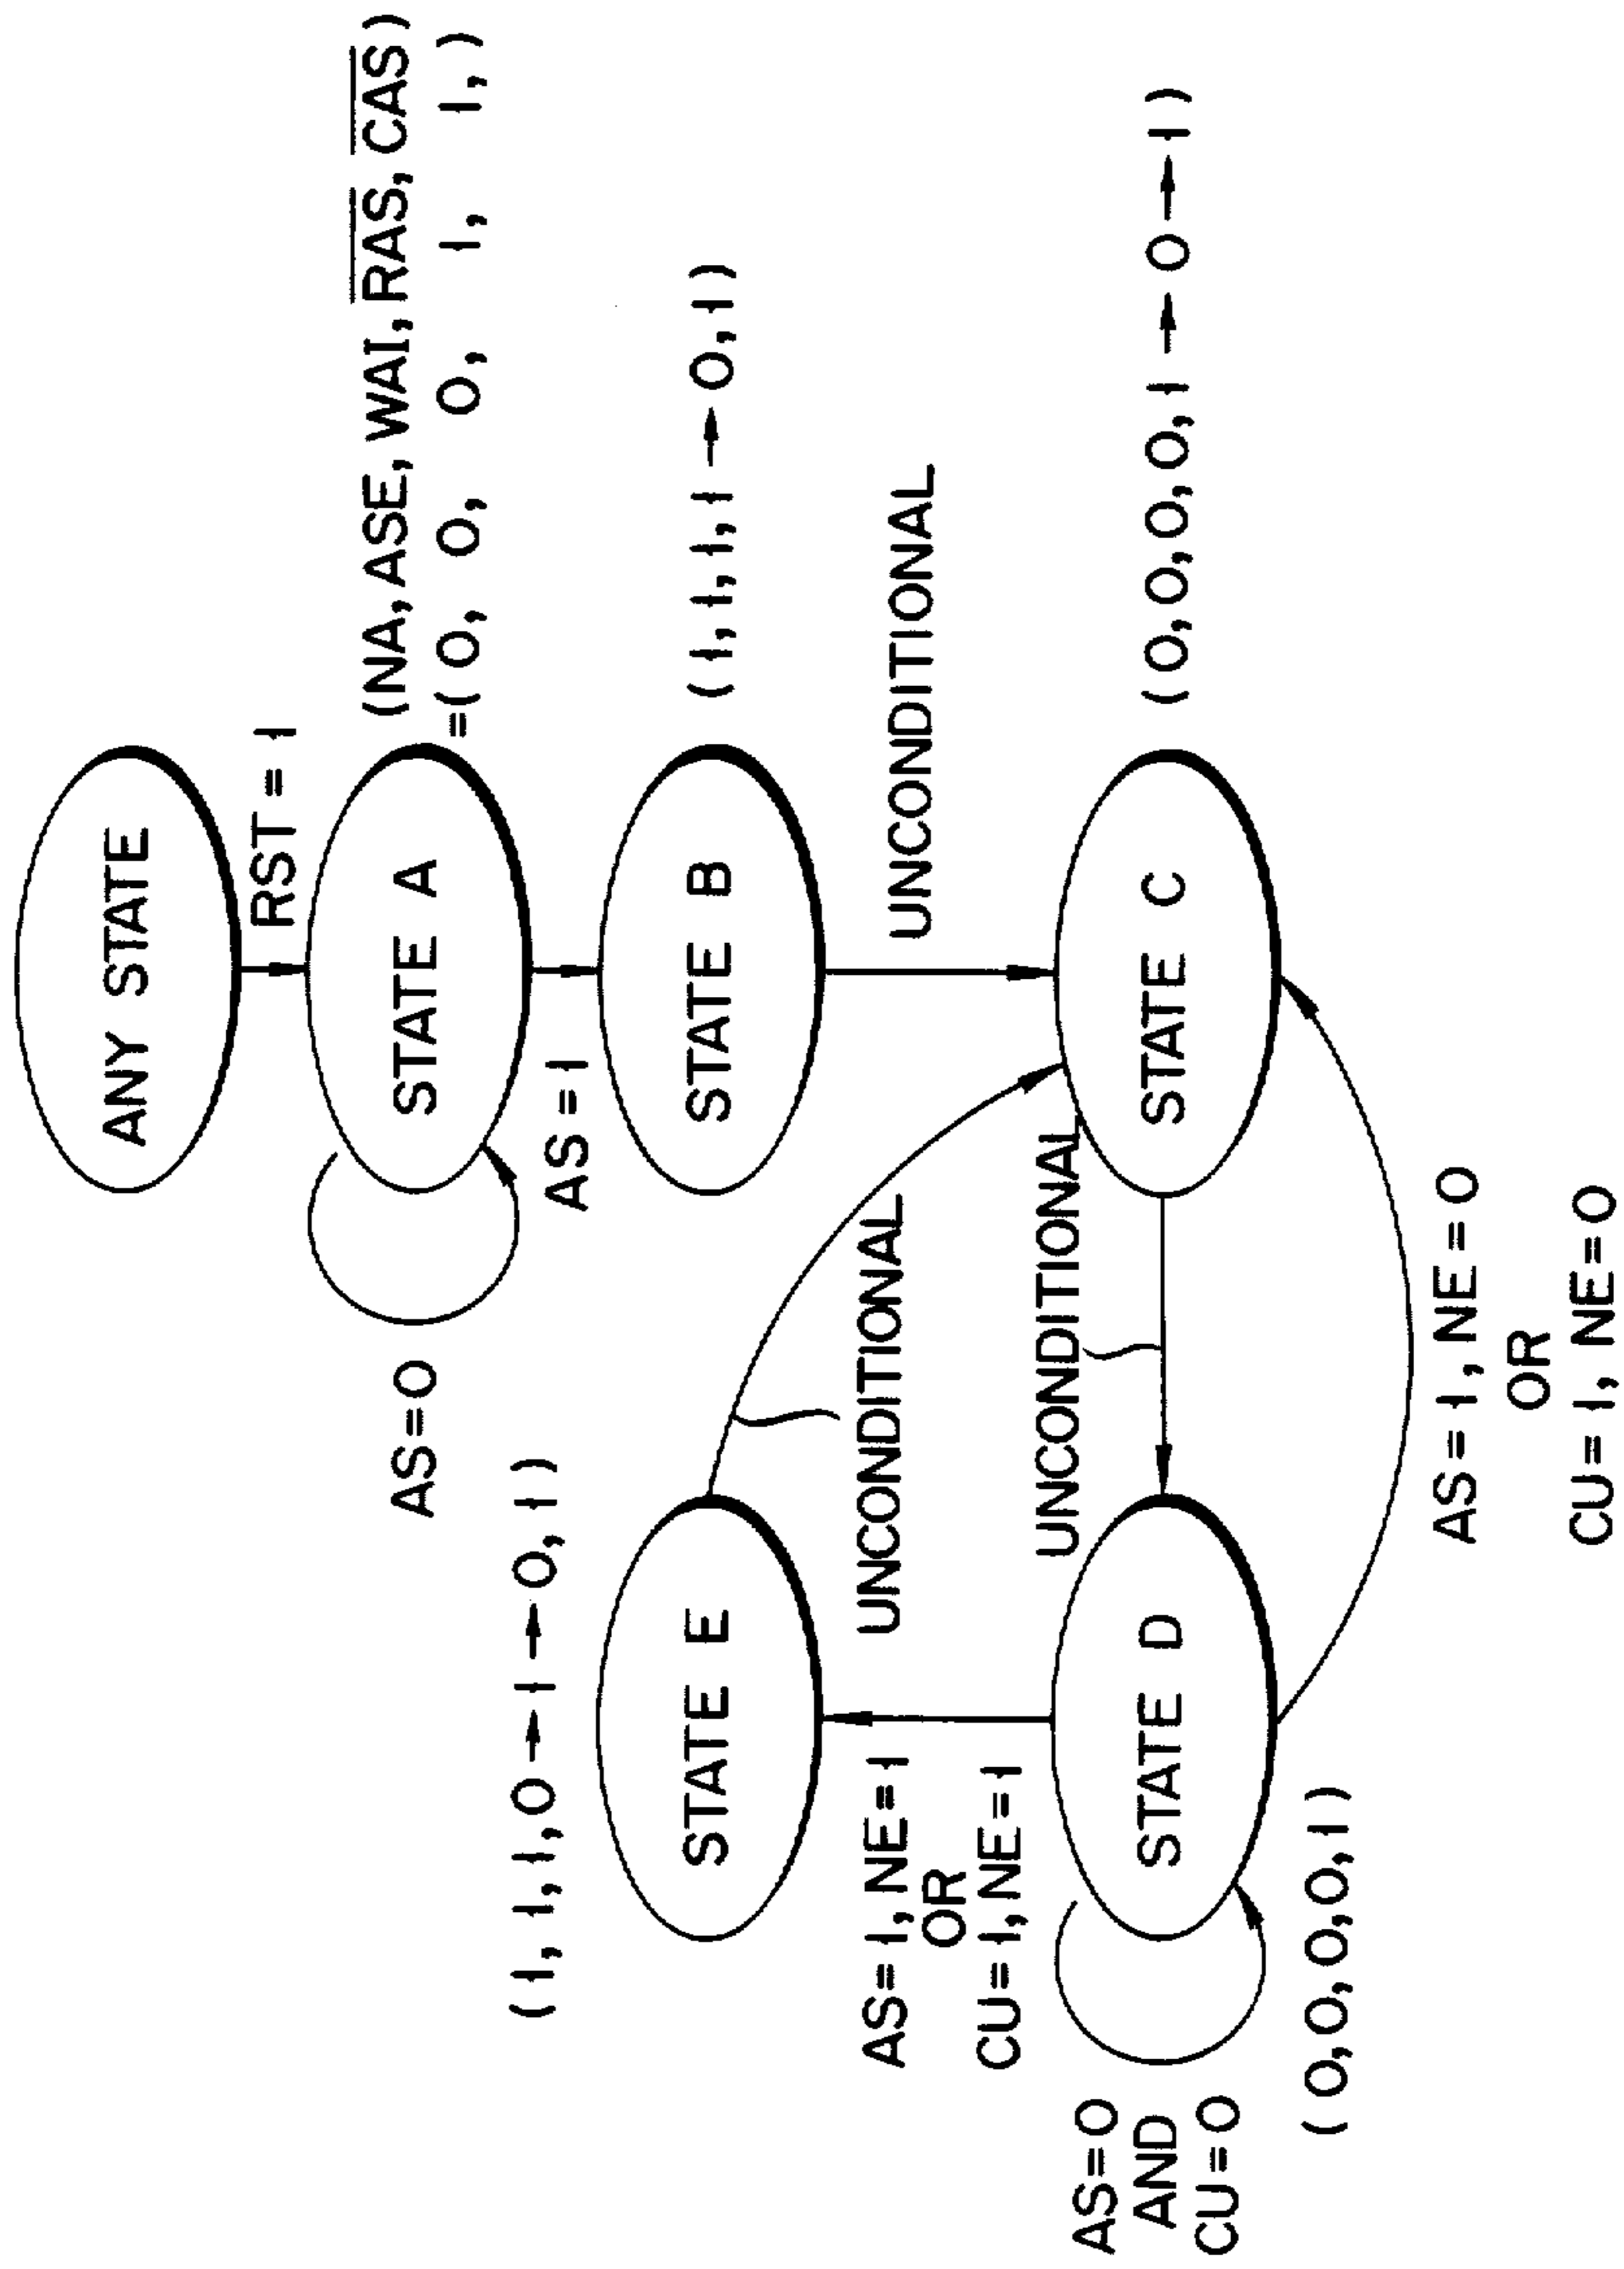 ANY STATE
RST = 1
STATE A
(NA, ASE, WAI, R̅A̅S̅, C̅A̅S̅)
=(0, 0, 0, 1, 1,)
AS=0
AS=1
STATE B
(1,1,1,1→0,1)
UNCONDITIONAL
STATE C
(0,0,0,0,1→0→1)
(1,1,1,0→1→0,1)
STATE E
UNCONDITIONAL
UNCONDITIONAL
AS=1, NE=1
OR
CU=1, NE=1
STATE D
AS=0
AND
CU=0
(0,0,0,0,1)
AS=1, NE=0
OR
CU=1, NE=0